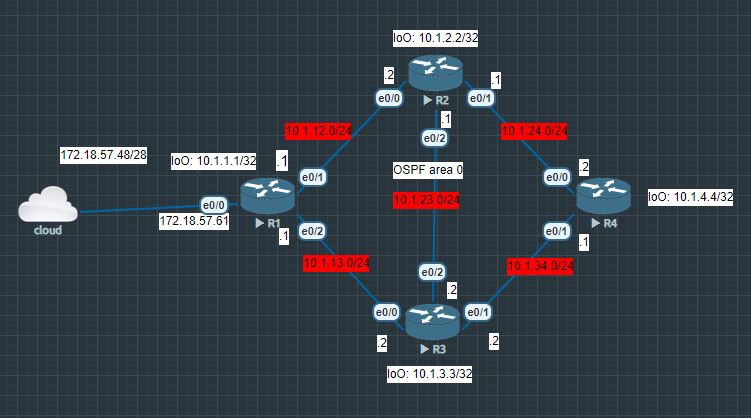 IoO: 10.1.2.2/32
.2
.1
e0/0
e0/1
R2
.1
10.1.12.0/24
e0/2
10.1.24.0/24
172.18.57.48/28
IoO: 10.1.1.1/32
.1
OSPF area 0
.2
e0/1
e0/0
10.1.23.0/24
IoO: 10.1.4.4/32
e0/0
172.18.57.61
R1
R4
cloud
.1
e0/2
e0/1
.1
10.1.13.0/24
e0/2
10.1.34.0/24
.2
e0/0
e0/1
.2
R3
.2
IoO: 10.1.3.3/32